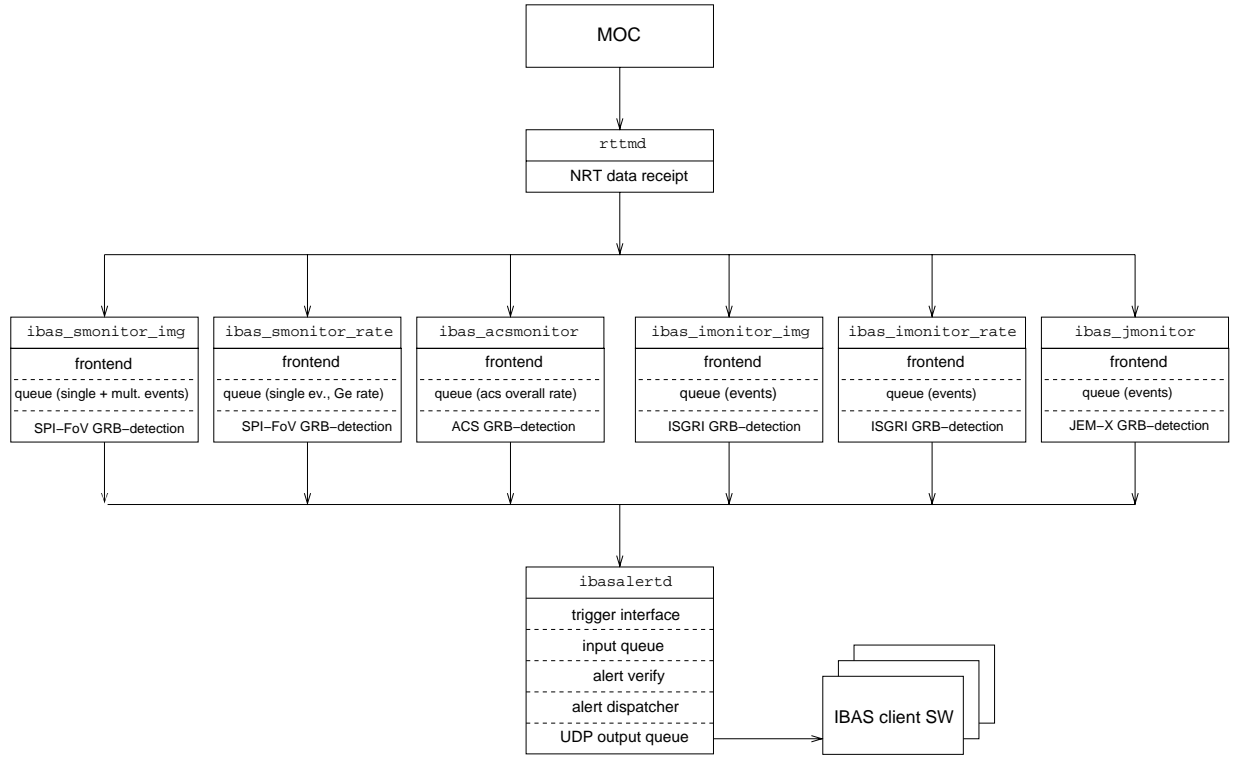 MOC
rttmd
NRT data receipt
ibas_smonitor_img
frontend
queue (single + mult. events)
SPI−FoV GRB−detection
ibas_smonitor_rate
frontend
queue (single ev., Ge rate)
SPI−FoV GRB−detection
ibas_acsmonitor
frontend
queue (acs overall rate)
ACS GRB−detection
ibas_imonitor_img
frontend
queue (events)
ISGRI GRB−detection
ibas_imonitor_rate
frontend
queue (events)
ISGRI GRB−detection
ibas_jmonitor
frontend
queue (events)
JEM−X GRB−detection
ibasalertd
trigger interface
input queue
alert verify
alert dispatcher
UDP output queue
IBAS client SW